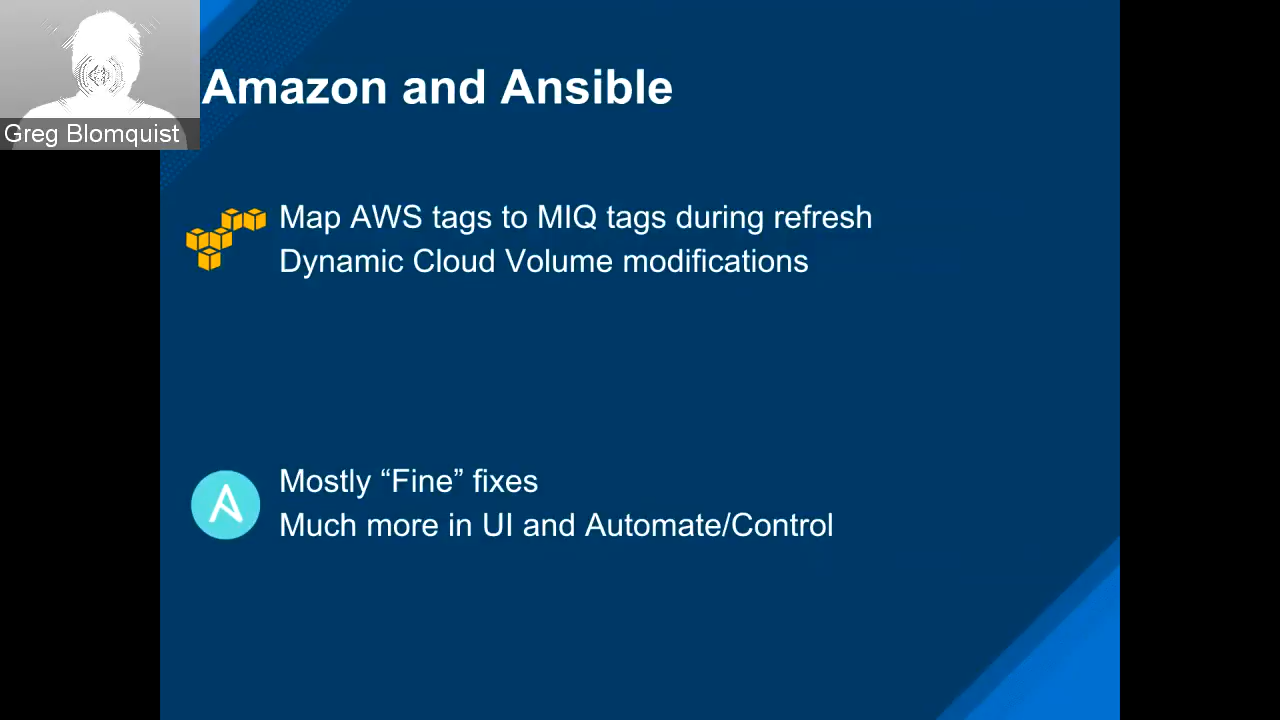 Amazon and Ansible
Greg Blomquist
Map AWS tags to MIQ tags during refresh
Dynamic Cloud Volume modifications
Mostly “Fine” fixes
Much more in UI and Automate/Control